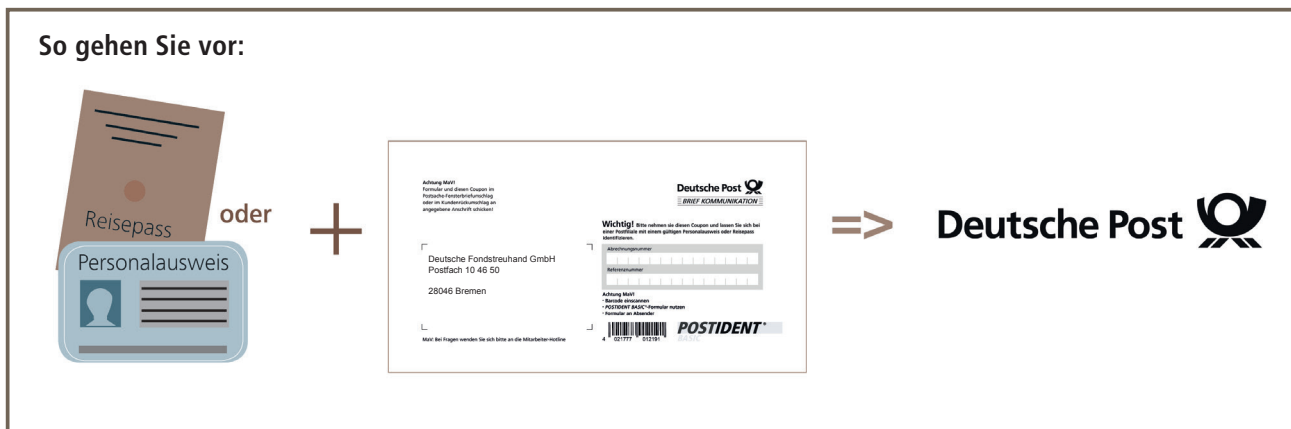 So gehen Sie vor:
Reisepass
oder
Personalausweis
+
Achtung MaV!
Formular und diesen Coupon im
Postsache-Fensterbriefumschlag
oder im Kundenrückumschlag an
angegebene Anschrift schicken!
Deutsche Fondstreuhand GmbH
Postfach 10 46 50
28046 Bremen
MaV: Bei Fragen wenden Sie sich bitte an die Mitarbeiter-Hotline
Deutsche Post
BRIEF KOMMUNIKATION
Wichtig! Bitte nehmen sie diesen Coupon und lassen Sie sich bei
einer Postfiliale mit einem gültigen Personalausweis oder Reisepass
identifizieren.
Abrechnungsnummer
Referenznummer
Achtung MaV!
· Barcode einscannen
· POSTIDENT BASIC®-Formular nutzen
· Formular an Absender
4 021777 012191
POSTIDENT®
BASIC
=>
Deutsche Post